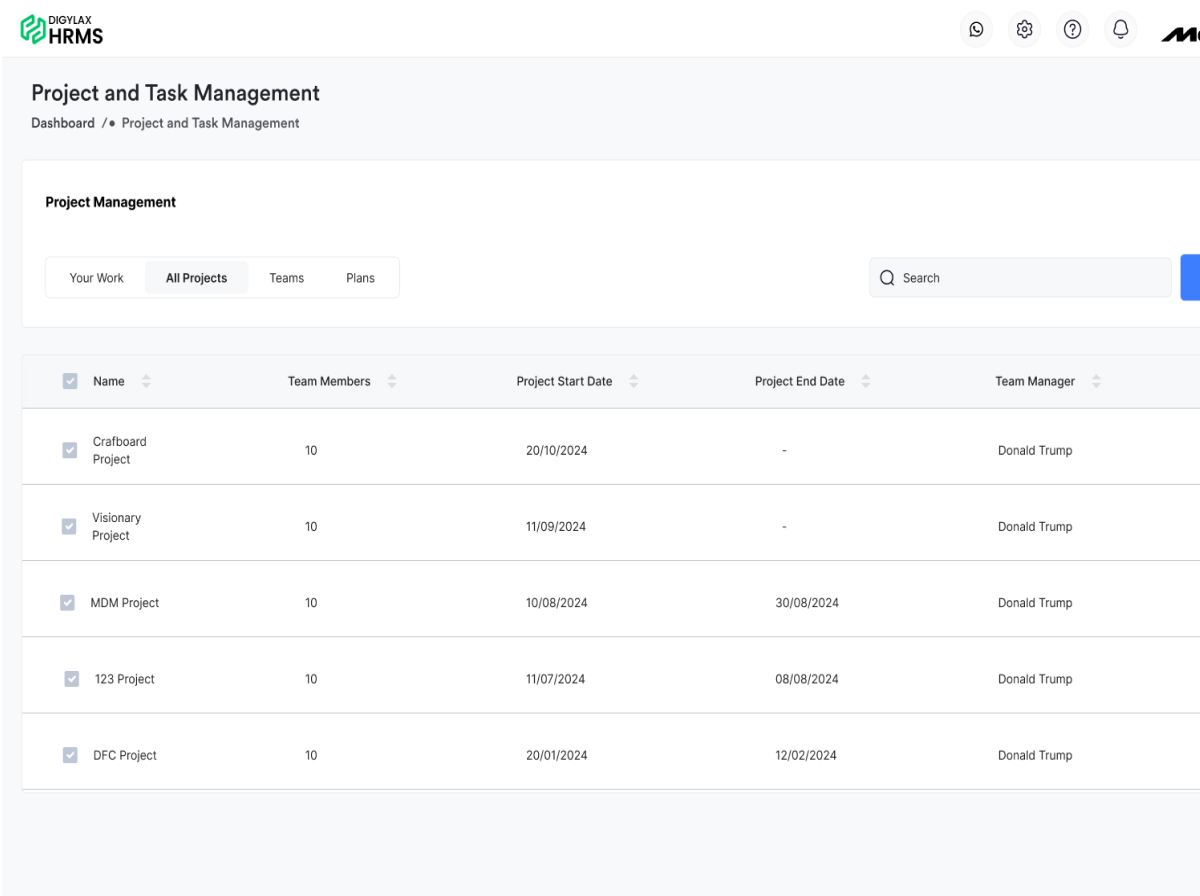 DIGYLAX
HRMS
Project and Task Management
Dashboard /• Project and Task Management
Project Management
Your Work All Projects Teams Plans Search
Name Team Members Project Start Date Project End Date Team Manager
Crafboard
Project
10 20/10/2024 - Donald Trump
Visionary
Project
10 11/09/2024 - Donald Trump
MDM Project 10 10/08/2024 30/08/2024 Donald Trump
123 Project 10 11/07/2024 08/08/2024 Donald Trump
DFC Project 10 20/01/2024 12/02/2024 Donald Trump